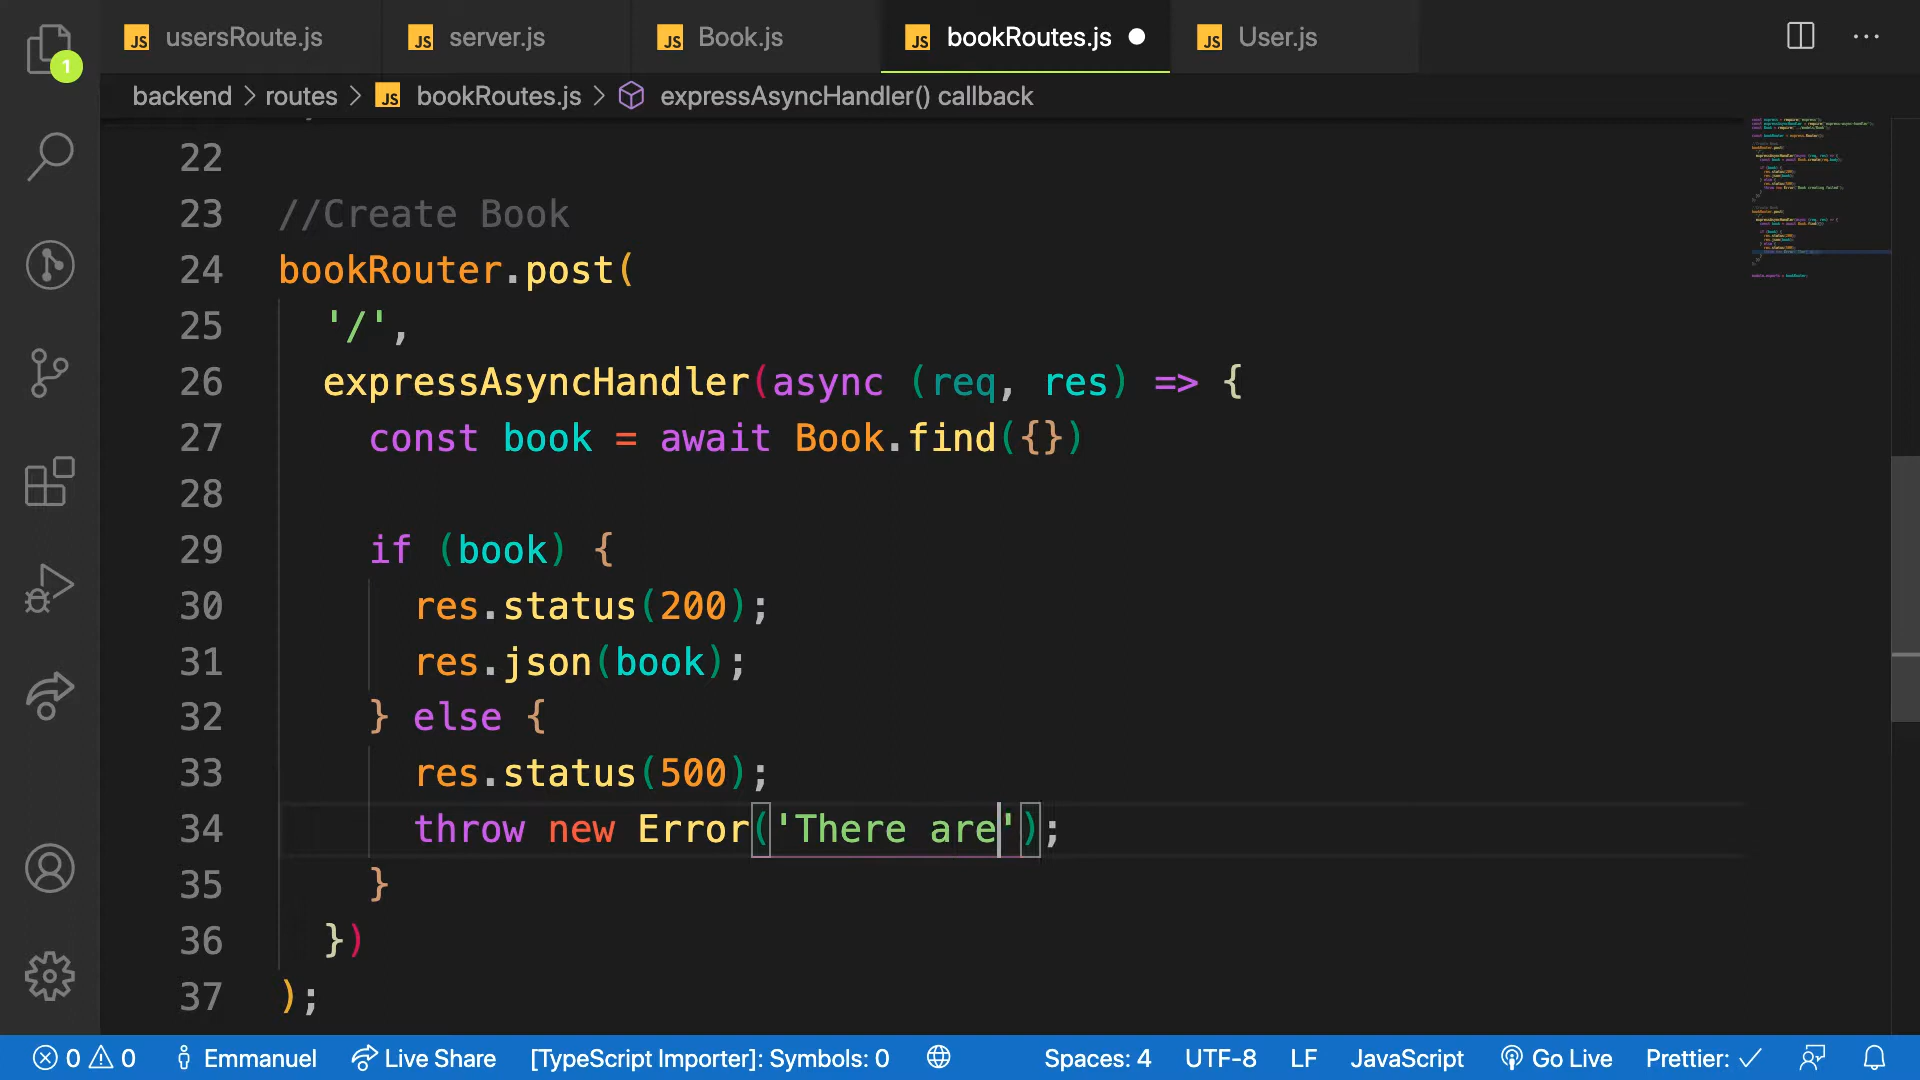 JS usersRoute.js JS server.js JS Book.js JS bookRoutes.js JS User.js
1
backend > routes > JS bookRoutes.js > expressAsyncHandler() callback
22
23 //Create Book
24 bookRouter.post(
25 '/',
26 expressAsyncHandler(async (req, res) => {
27 const book = await Book.find({})
28
29 if (book) {
30 res.status(200);
31 res.json(book);
32 } else {
33 res.status(500);
34 throw new Error('There are');
35 }
36 })
37 );
0 0 Emmanuel Live Share [TypeScript Importer]: Symbols: 0 Spaces: 4 UTF-8 LF JavaScript Go Live Prettier: ✓